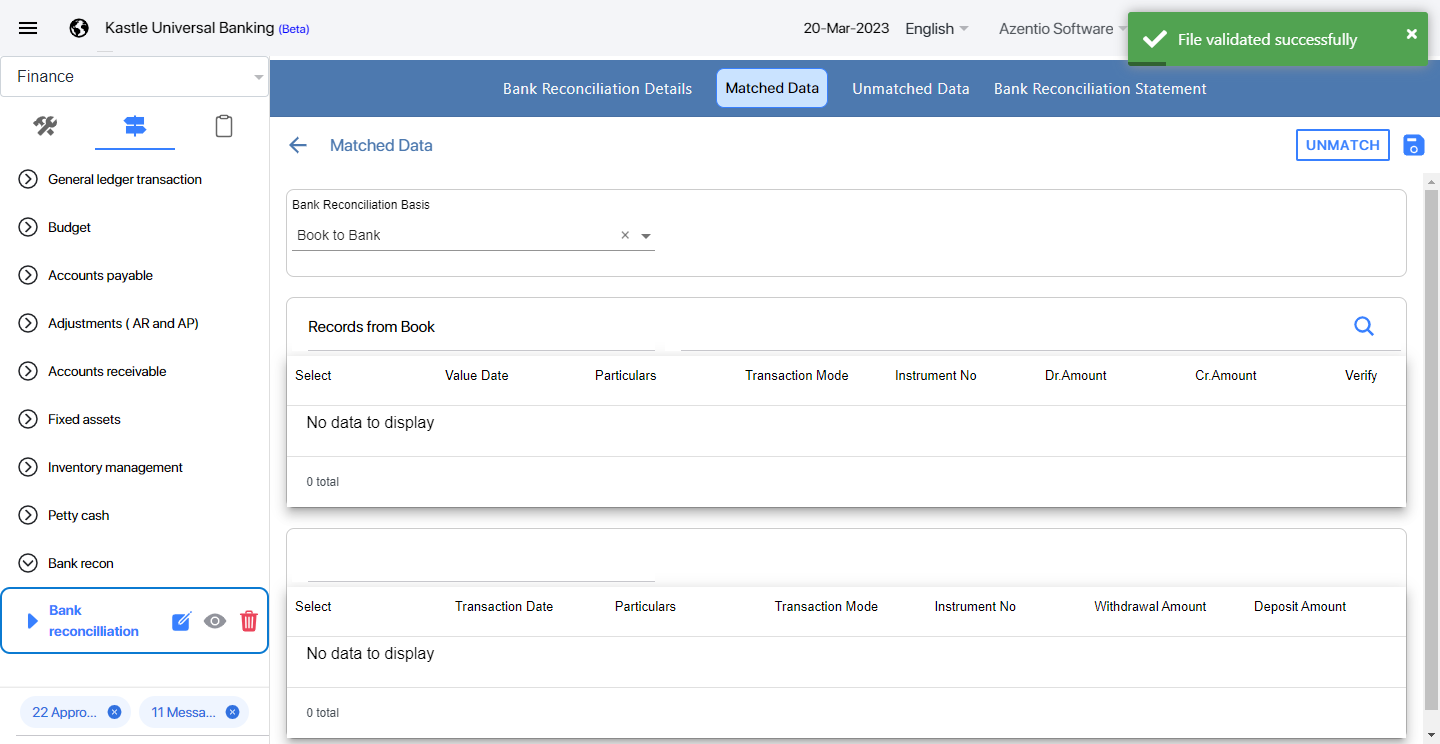 Kastle Universal Banking (Beta)
20-Mar-2023
English
Azentio Software
File validated successfully
Finance
Bank Reconciliation Details
Matched Data
Unmatched Data
Bank Reconciliation Statement
Matched Data
UNMATCH
General ledger transaction
Budget
Accounts payable
Adjustments ( AR and AP)
Accounts receivable
Fixed assets
Inventory management
Petty cash
Bank recon
Bank
reconcilliation
22 Appro...
11 Messa...
Bank Reconciliation Basis
Book to Bank
Records from Book
Select Value Date Particulars Transaction Mode Instrument No Dr.Amount Cr.Amount Verify
No data to display
0 total
Select Transaction Date Particulars Transaction Mode Instrument No Withdrawal Amount Deposit Amount
No data to display
0 total